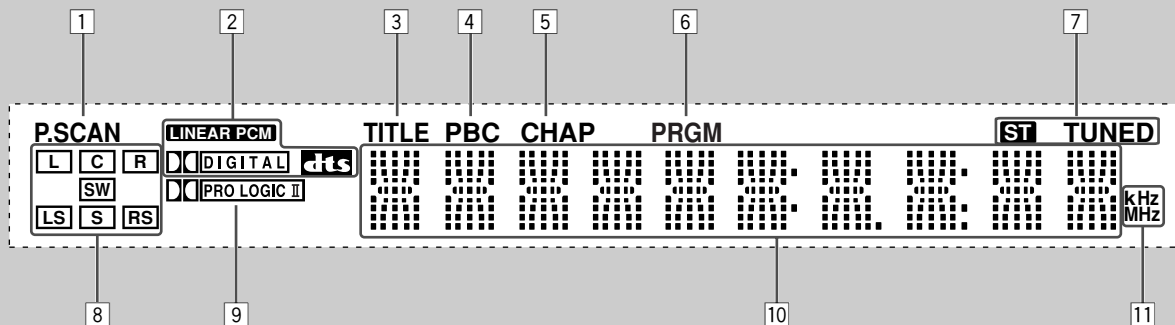 1 2 3 4 5 6 7
P.SCAN LINEAR PCM TITLE PBC CHAP PRGM ST TUNED
L C R DIGITAL dts
SW PRO LOGIC II
LS S RS kHz
MHz
8 9 10 11